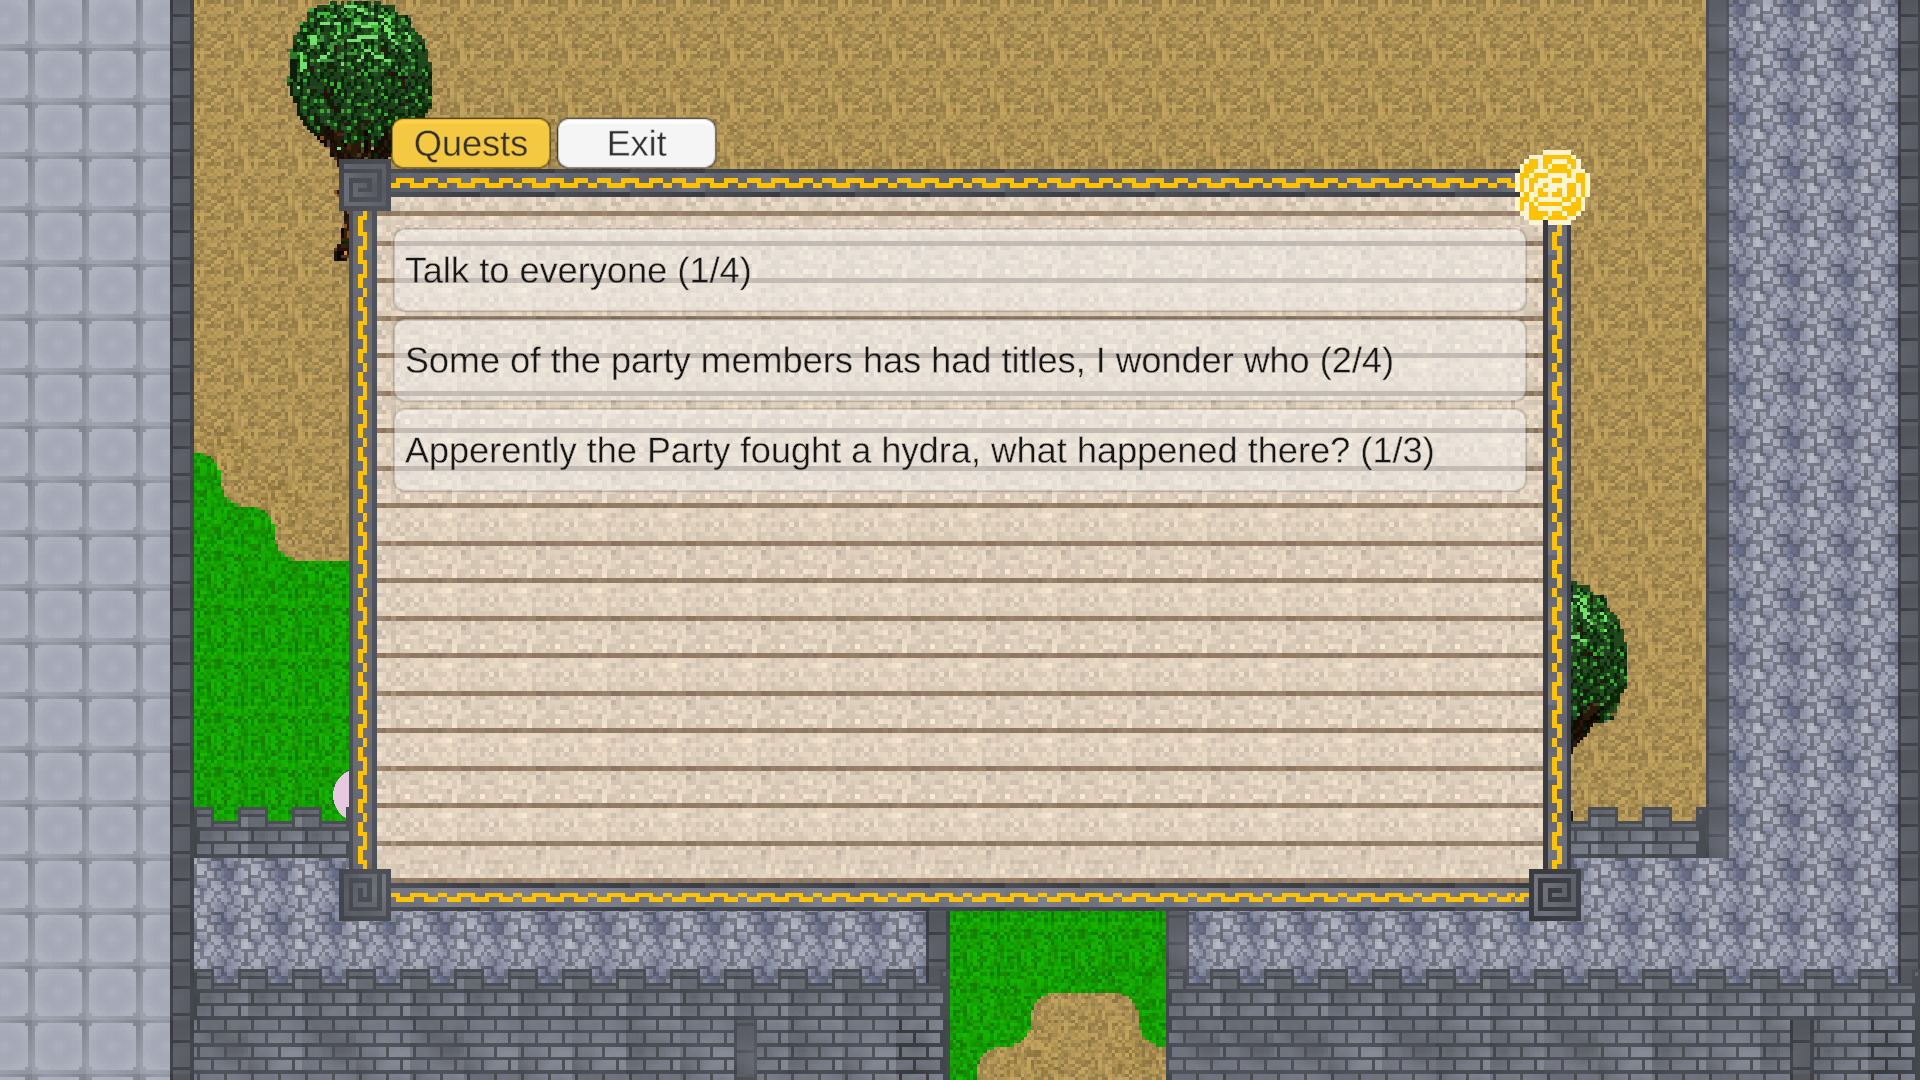 Quests
Exit
Talk to everyone (1/4)
Some of the party members has had titles, I wonder who (2/4)
Apperently the Party fought a hydra, what happened there? (1/3)